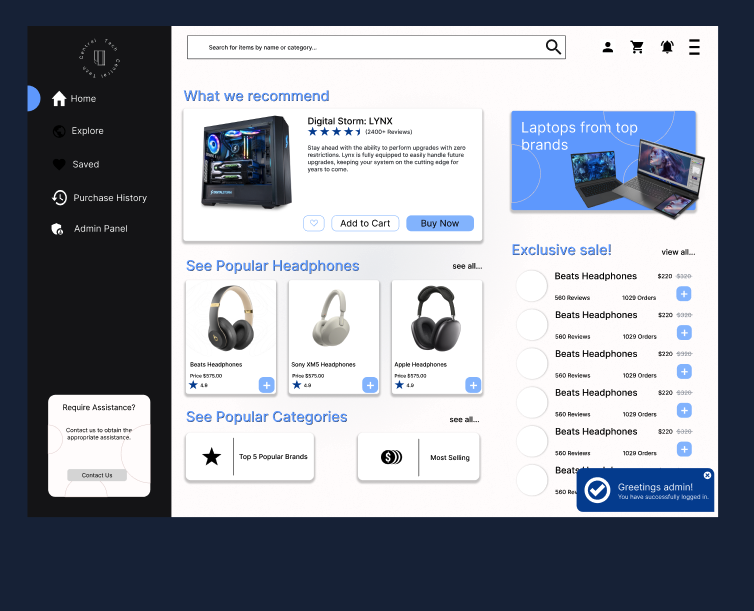 Central Tech Central Tech
Home
Explore
Saved
Purchase History
Admin Panel
Require Assistance?
Contact us to obtain the
appropriate assistance.
Contact Us
Search for items by name or category...
What we recommend
Digital Storm: LYNX
(2400+ Reviews)
Stay ahead with the ability to perform upgrades with zero
restrictions. Lynx is fully equipped to easily handle future
upgrades, keeping your system on the cutting edge for
years to come.
Add to Cart
Buy Now
See Popular Headphones
see all...
Beats Headphones
Price $575.00
4.9
Sony XM5 Headphones
Price $575.00
4.9
Apple Headphones
Price $575.00
4.9
See Popular Categories
see all...
Top 5 Popular Brands
Most Selling
Laptops from top
brands
Exclusive sale!
view all...
Beats Headphones $220 $320
560 Reviews 1029 Orders
Beats Headphones $220 $320
560 Reviews 1029 Orders
Beats Headphones $220 $320
560 Reviews 1029 Orders
Beats Headphones $220 $320
560 Reviews 1029 Orders
Beats Headphones $220 $320
560 Reviews 1029 Orders
Greetings admin!
You have successfully logged in.